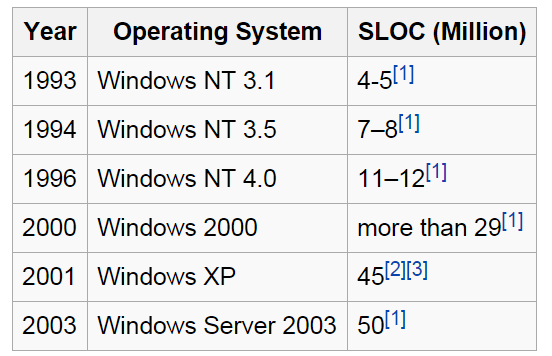 Year Operating System SLOC (Million)
1993 Windows NT 3.1 4-5[1]
1994 Windows NT 3.5 7–8[1]
1996 Windows NT 4.0 11–12[1]
2000 Windows 2000 more than 29[1]
2001 Windows XP 45[2][3]
2003 Windows Server 2003 50[1]